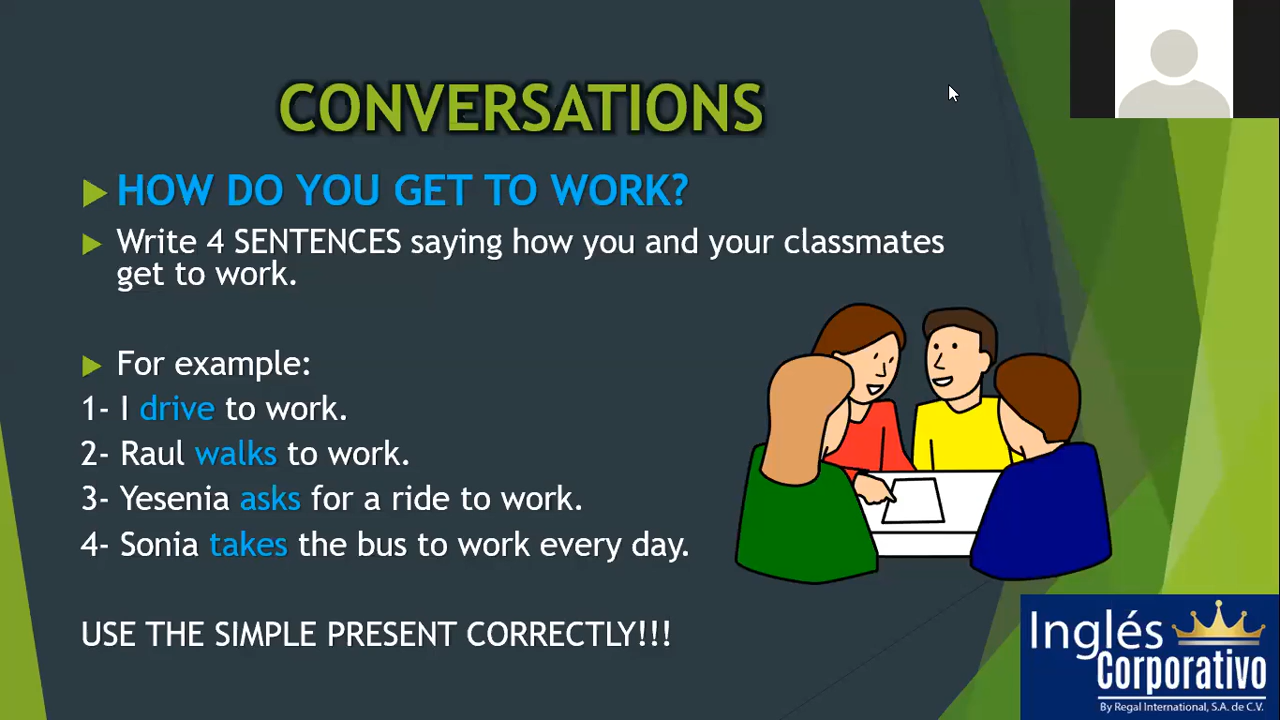 CONVERSATIONS
HOW DO YOU GET TO WORK?
Write 4 SENTENCES saying how you and your classmates
get to work.
For example:
1- I drive to work.
2- Raul walks to work.
3- Yesenia asks for a ride to work.
4- Sonia takes the bus to work every day.
USE THE SIMPLE PRESENT CORRECTLY!!!
Inglés
Corporativo
By Regal International, S.A. de C.V.